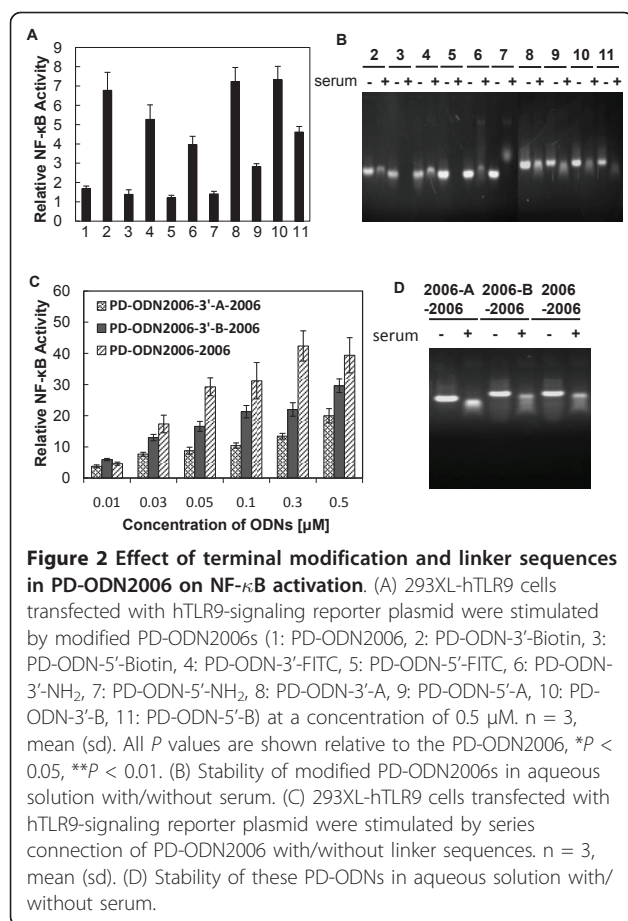 A
Relative NF-κB Activity
9
8
7
6
5
4
3
2
1
0
1 2 3 4 5 6 7 8 9 10 11
B
2 3 4 5 6 7 8 9 10 11
serum - + - + - + - + - + - + - + - + - + - +
C
Relative NF-κB Activity
60
50
40
30
20
10
0
PD-ODN2006-3'-A-2006
PD-ODN2006-3'-B-2006
PD-ODN2006-2006
0.01 0.03 0.05 0.1 0.3 0.5
Concentration of ODNs [µM]
D
2006-A 2006-B 2006
-2006 -2006 -2006
serum - + - + - +
Figure 2 Effect of terminal modification and linker sequences
in PD-ODN2006 on NF-κB activation. (A) 293XL-hTLR9 cells
transfected with hTLR9-signaling reporter plasmid were stimulated
by modified PD-ODN2006s (1: PD-ODN2006, 2: PD-ODN-3'-Biotin, 3:
PD-ODN-5'-Biotin, 4: PD-ODN-3'-FITC, 5: PD-ODN-5'-FITC, 6: PD-ODN-
3'-NH₂, 7: PD-ODN-5'-NH₂, 8: PD-ODN-3'-A, 9: PD-ODN-5'-A, 10: PD-
ODN-3'-B, 11: PD-ODN-5'-B) at a concentration of 0.5 µM. n = 3,
mean (sd). All P values are shown relative to the PD-ODN2006, *P <
0.05, **P < 0.01. (B) Stability of modified PD-ODN2006s in aqueous
solution with/without serum. (C) 293XL-hTLR9 cells transfected with
hTLR9-signaling reporter plasmid were stimulated by series
connection of PD-ODN2006 with/without linker sequences. n = 3,
mean (sd). (D) Stability of these PD-ODNs in aqueous solution with/
without serum.